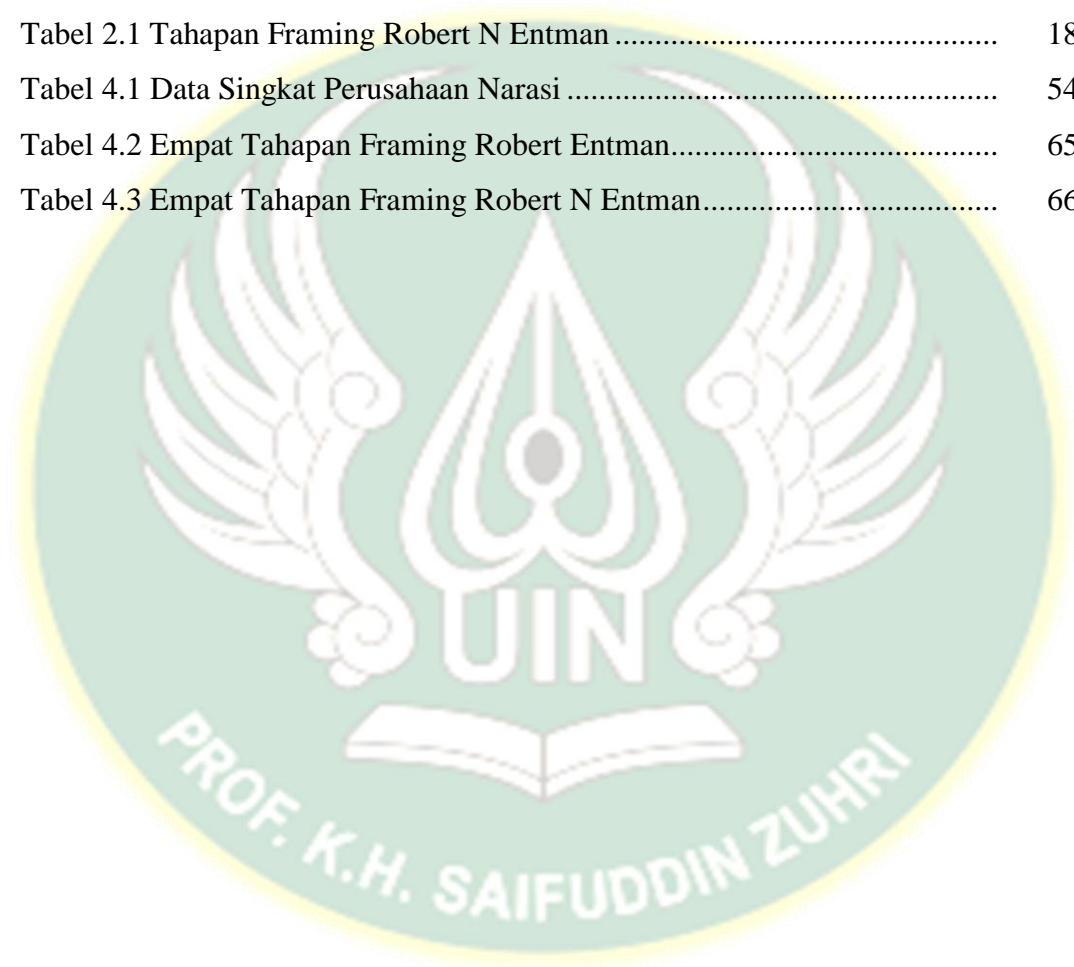 Tabel 2.1 Tahapan Framing Robert N Entman ................................................ 18
Tabel 4.1 Data Singkat Perusahaan Narasi ...................................................... 54
Tabel 4.2 Empat Tahapan Framing Robert Entman......................................... 65
Tabel 4.3 Empat Tahapan Framing Robert N Entman..................................... 66
UIN
PROF. K.H. SAIFUDDIN ZUHRI